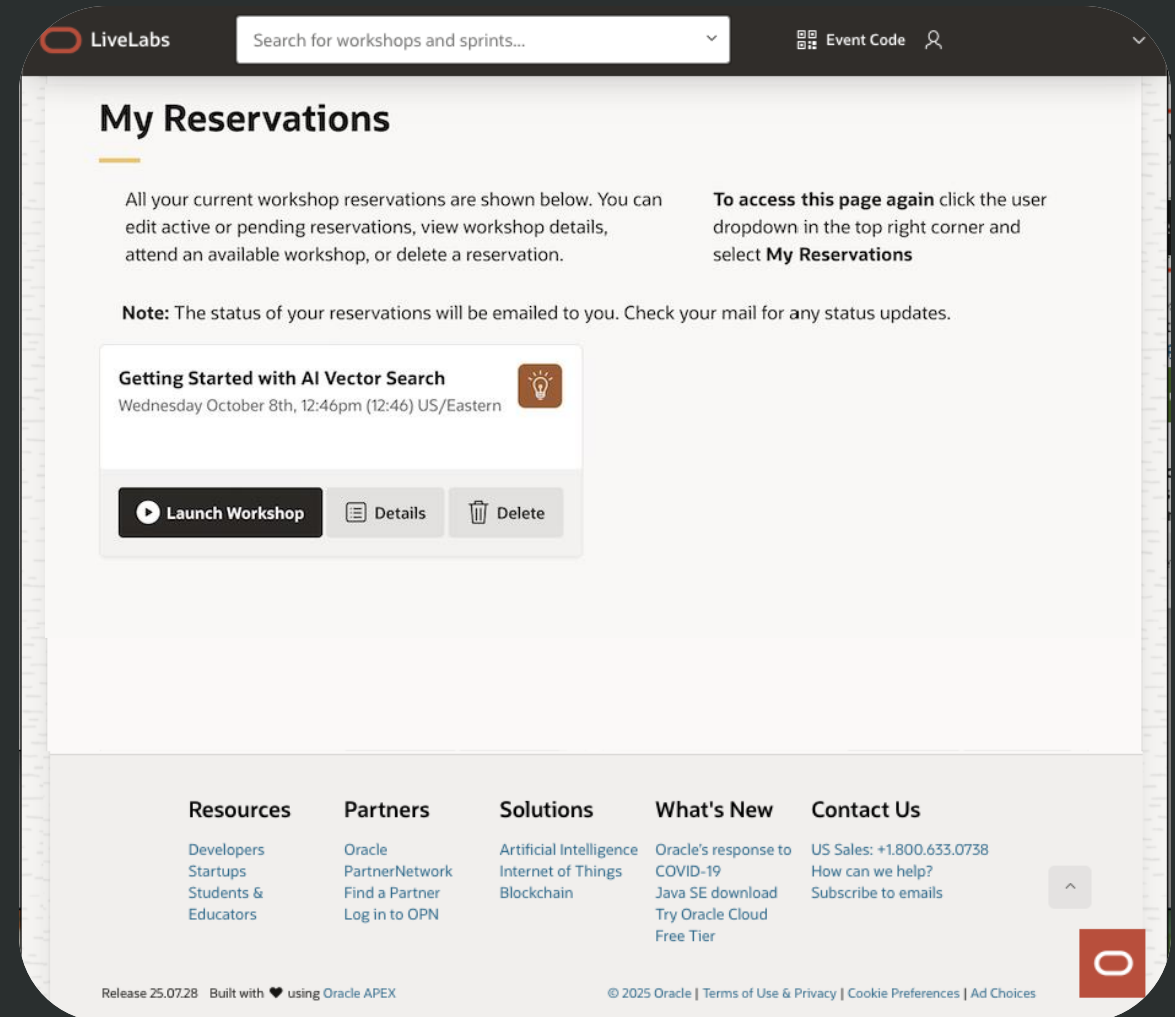 LiveLabs
Search for workshops and sprints...
Event Code
My Reservations
All your current workshop reservations are shown below. You can
edit active or pending reservations, view workshop details,
attend an available workshop, or delete a reservation.
To access this page again click the user
dropdown in the top right corner and
select My Reservations
Note: The status of your reservations will be emailed to you. Check your mail for any status updates.
Getting Started with AI Vector Search
Wednesday October 8th, 12:46pm (12:46) US/Eastern
Launch Workshop
Details
Delete
Resources
Developers
Startups
Students &
Educators
Partners
Oracle
PartnerNetwork
Find a Partner
Log in to OPN
Solutions
Artificial Intelligence
Internet of Things
Blockchain
What's New
Oracle's response to
COVID-19
Java SE download
Try Oracle Cloud
Free Tier
Contact Us
US Sales: +1.800.633.0738
How can we help?
Subscribe to emails
Release 25.07.28 Built with ♥ using Oracle APEX
© 2025 Oracle | Terms of Use & Privacy | Cookie Preferences | Ad Choices